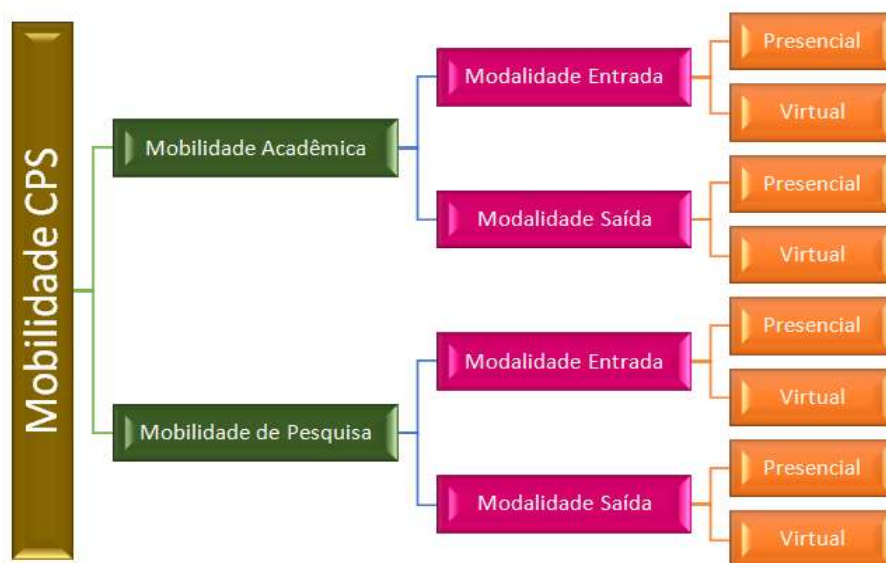 Mobilidade CPS
Mobilidade Acadêmica
Modalidade Entrada
Presencial
Virtual
Modalidade Saída
Presencial
Virtual
Mobilidade de Pesquisa
Modalidade Entrada
Presencial
Virtual
Modalidade Saída
Presencial
Virtual